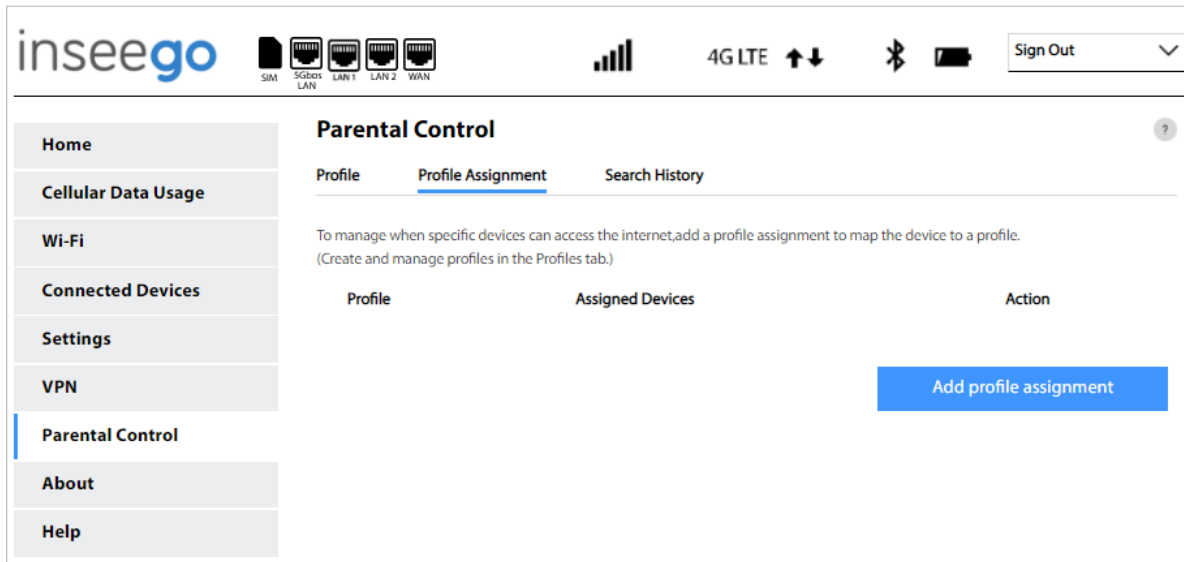 inseego
SIM
5Gbps
LAN
LAN 1
LAN 2
WAN
4G LTE
Sign Out
Home
Cellular Data Usage
Wi-Fi
Connected Devices
Settings
VPN
Parental Control
About
Help
Parental Control
?
Profile Profile Assignment Search History
To manage when specific devices can access the internet,add a profile assignment to map the device to a profile.
(Create and manage profiles in the Profiles tab.)
Profile Assigned Devices Action
Add profile assignment